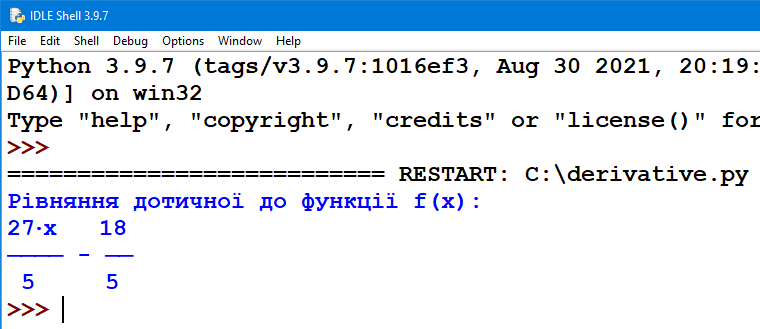 IDLE Shell 3.9.7
File Edit Shell Debug Options Window Help
Python 3.9.7 (tags/v3.9.7:1016ef3, Aug 30 2021, 20:19:
D64)] on win32
Type "help", "copyright", "credits" or "license()" for
>>>
=========================== RESTART: C:\derivative.py
Рівняння дотичної до функції f(x):
27⋅x   18
──── - ──
 5     5
>>>